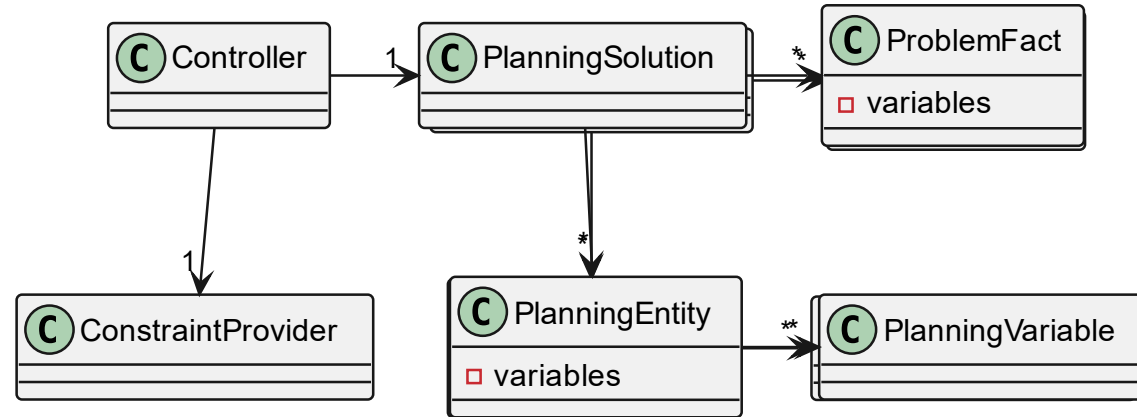 C Controller
1
C PlanningSolution
**
C ProblemFact
variables
1
*
C ConstraintProvider
C PlanningEntity
variables
**
C PlanningVariable